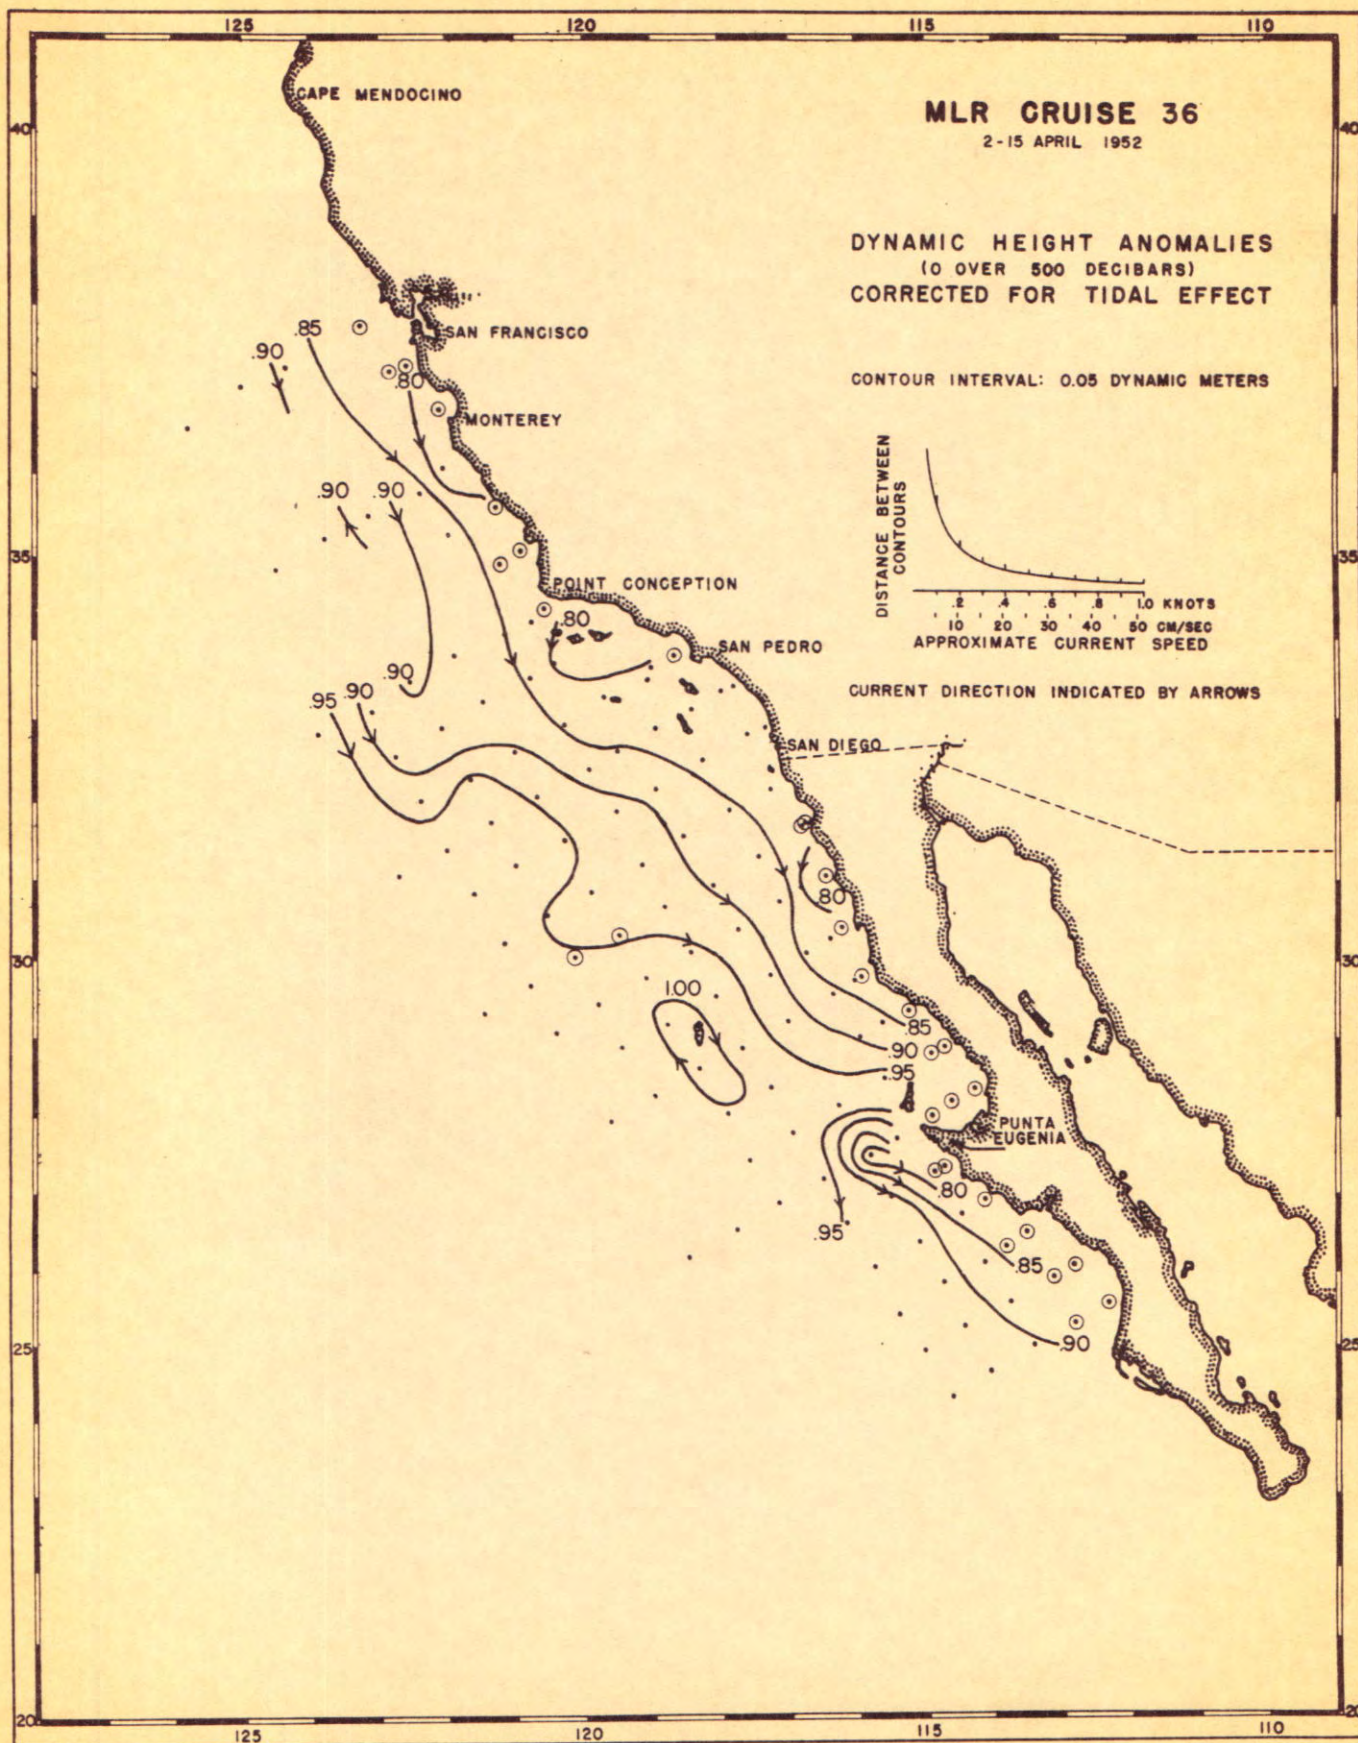 125 120 115 110
CAPE MENDOCINO
MLR CRUISE 36
2-15 APRIL 1952
40 40
DYNAMIC HEIGHT ANOMALIES
(0 OVER 500 DECIBARS)
CORRECTED FOR TIDAL EFFECT
.85
SAN FRANCISCO
.90
.80
CONTOUR INTERVAL: 0.05 DYNAMIC METERS
MONTEREY
DISTANCE BETWEEN
CONTOURS
.90 .90
35 35
POINT CONCEPTION
.2 .4 .6 .8 1.0 KNOTS
10 20 30 40 50 CM/SEC
APPROXIMATE CURRENT SPEED
.80
SAN PEDRO
.90
.95 .90
CURRENT DIRECTION INDICATED BY ARROWS
SAN DIEGO
.80
30 30
1.00
.85
.90
.95
PUNTA
EUGENIA
.80
.95
.85
.90
25 25
20 20
125 120 115 110